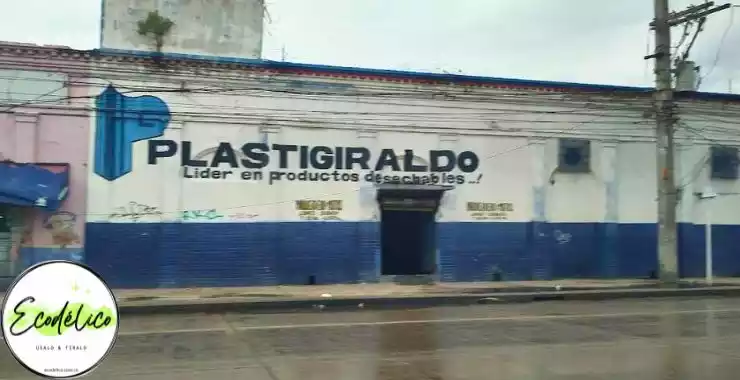 PLASTIGIRALDO
Lider en productos desechables...!
Ecodélico
USALO & TIRALO